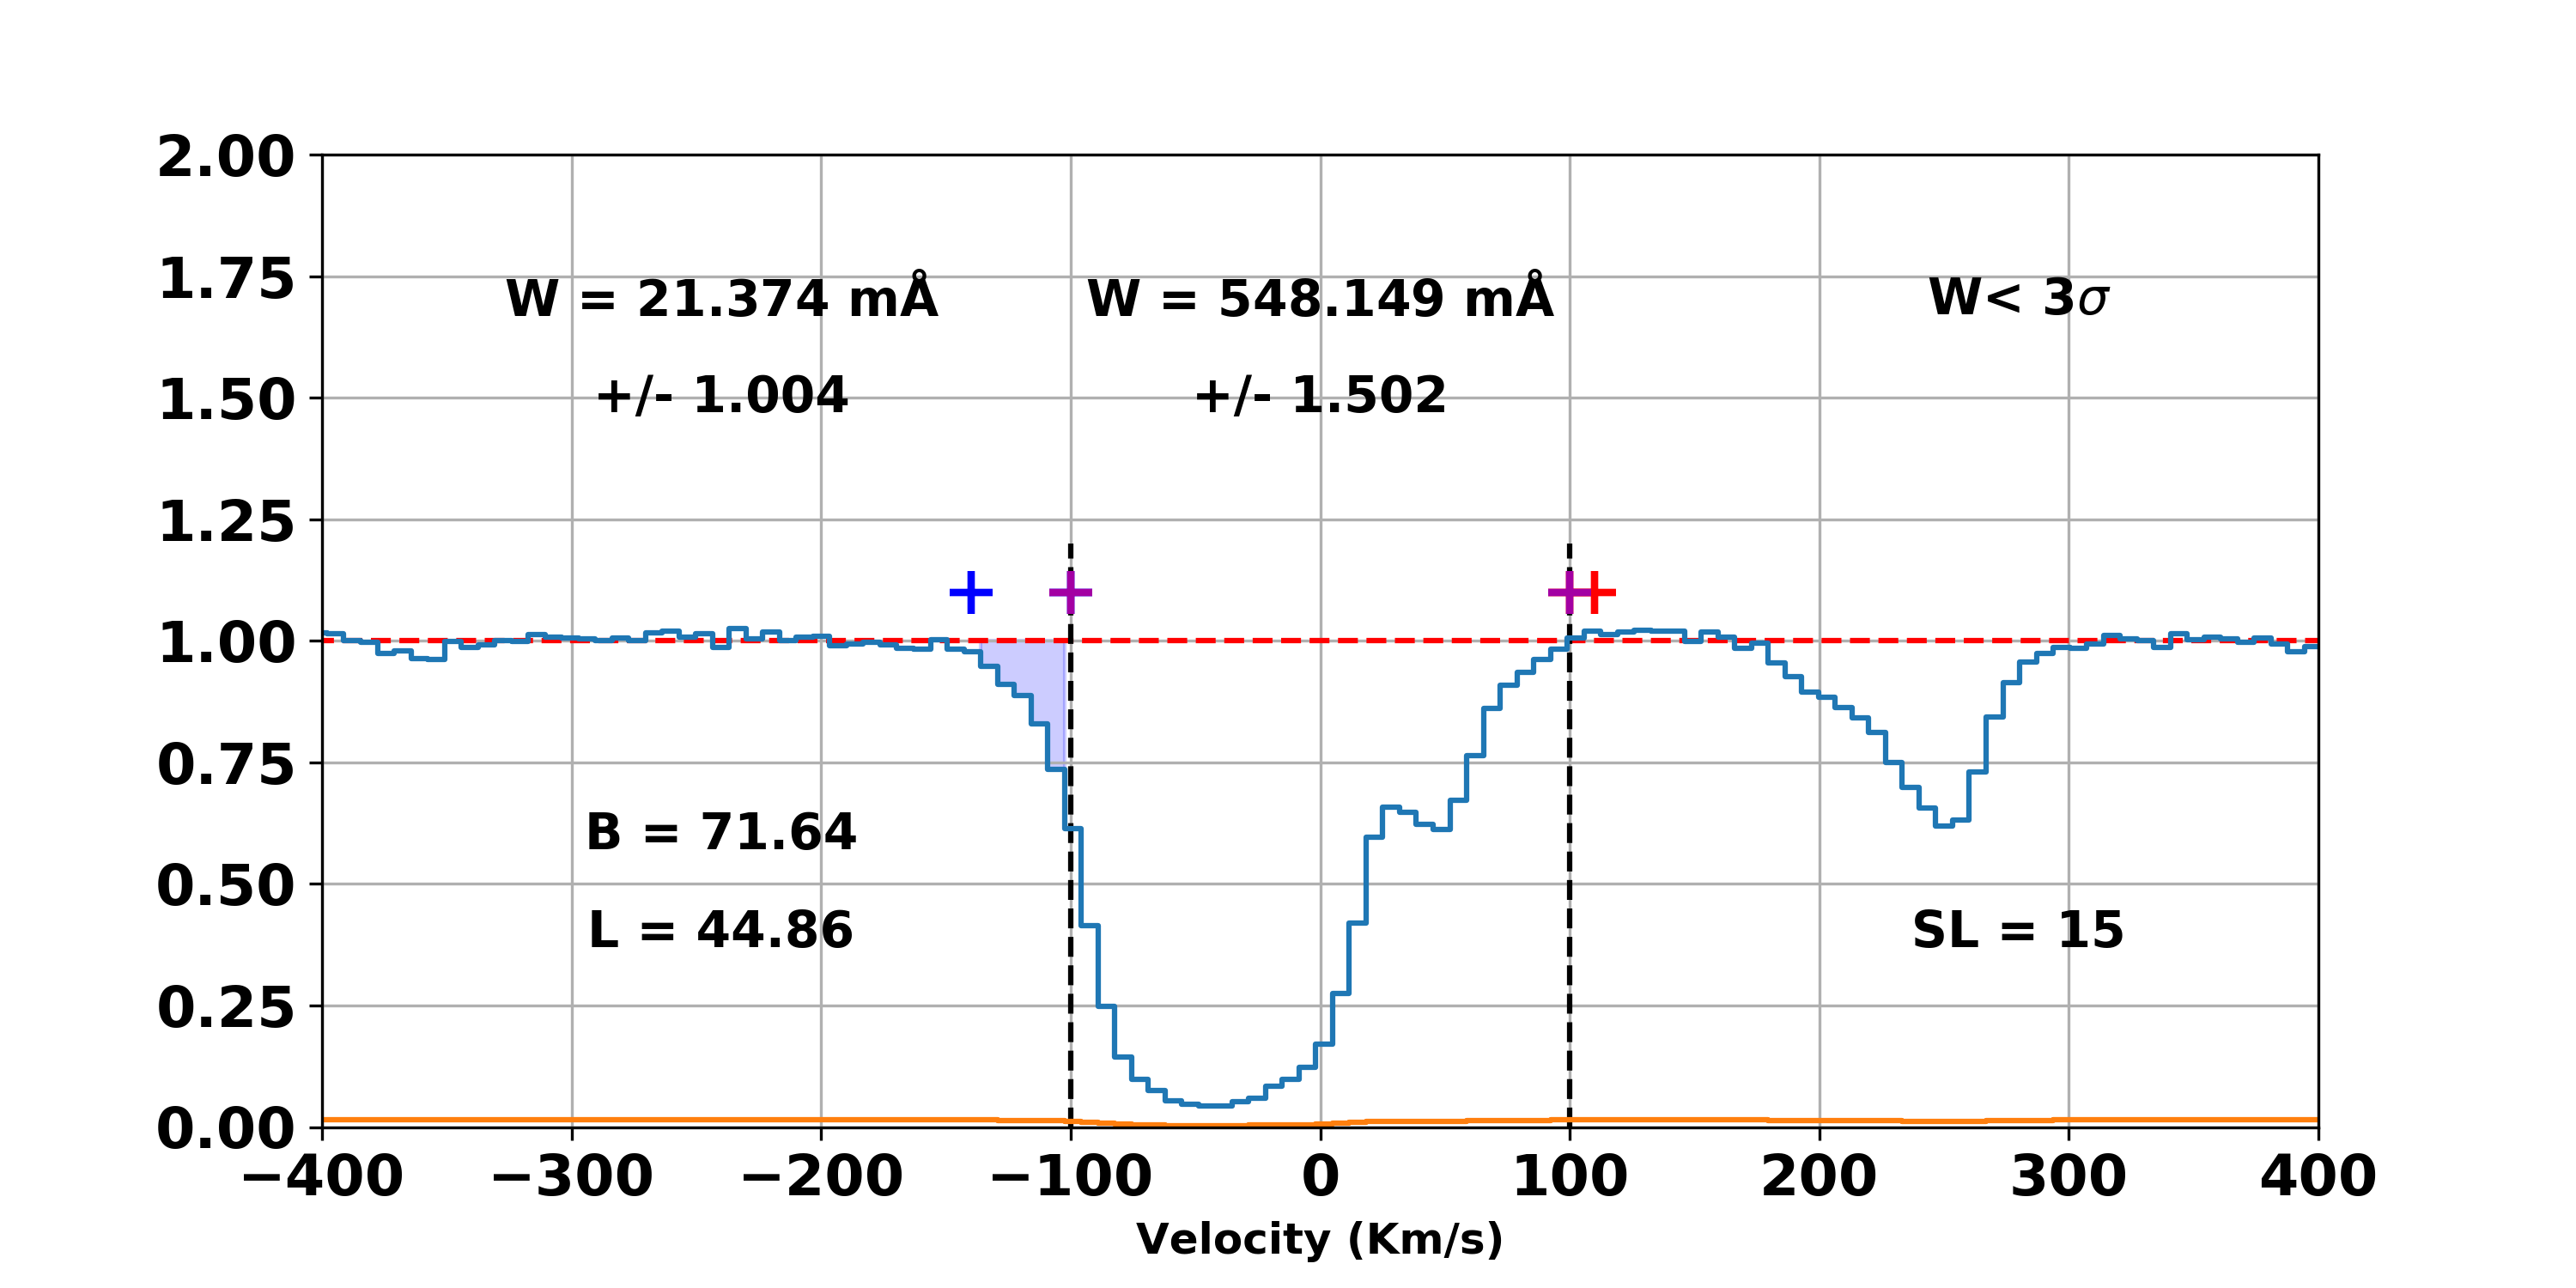 2.00
1.75
W = 21.374 mÅ W = 548.149 mÅ W< 3σ
1.50
+/- 1.004 +/- 1.502
1.25
1.00
0.75
B = 71.64
0.50
L = 44.86 SL = 15
0.25
0.00
−400 −300 −200 −100 0 100 200 300 400
Velocity (Km/s)